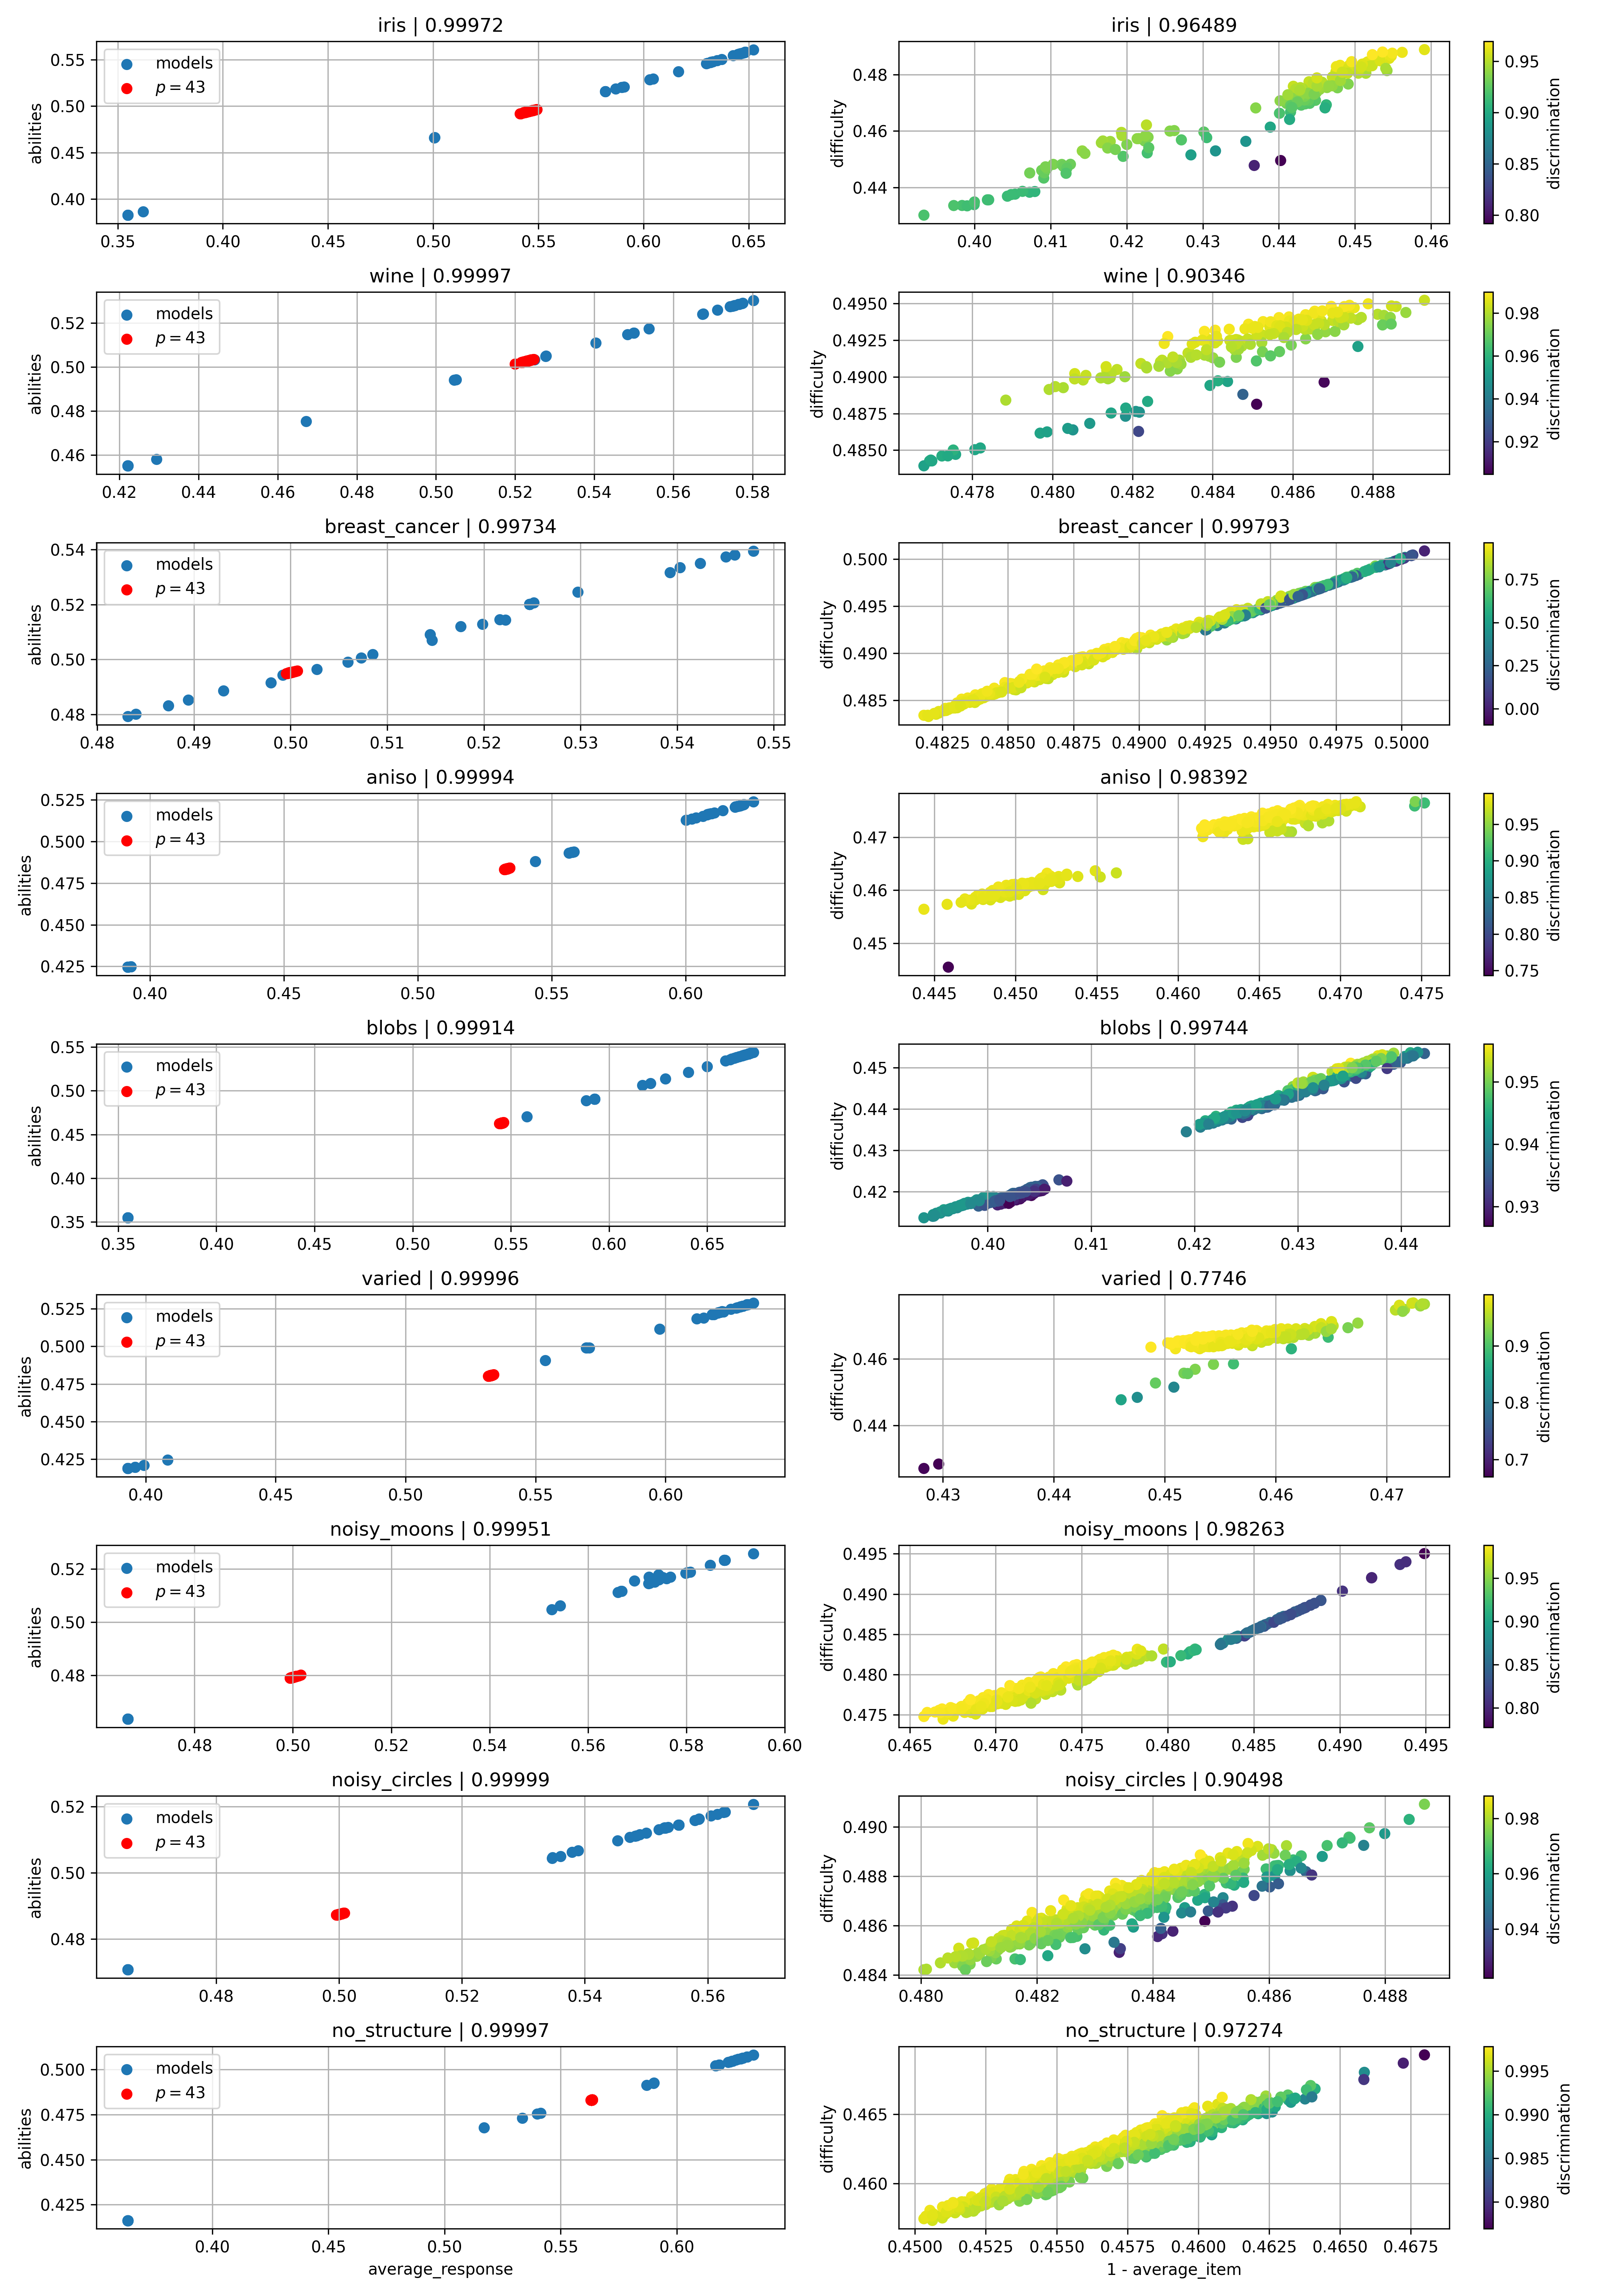 iris | 0.99972
abilities
0.55
0.50
0.45
0.40
models
p = 43
0.35 0.40 0.45 0.50 0.55 0.60 0.65
iris | 0.96489
difficulty
0.48
0.46
0.44
0.40 0.41 0.42 0.43 0.44 0.45 0.46
0.95
0.90
0.85
0.80
discrimination
wine | 0.99997
abilities
0.52
0.50
0.48
0.46
models
p = 43
0.42 0.44 0.46 0.48 0.50 0.52 0.54 0.56 0.58
wine | 0.90346
difficulty
0.4950
0.4925
0.4900
0.4875
0.4850
0.478 0.480 0.482 0.484 0.486 0.488
0.98
0.96
0.94
0.92
discrimination
breast_cancer | 0.99734
abilities
0.54
0.52
0.50
0.48
models
p = 43
0.48 0.49 0.50 0.51 0.52 0.53 0.54 0.55
breast_cancer | 0.99793
difficulty
0.500
0.495
0.490
0.485
0.4825 0.4850 0.4875 0.4900 0.4925 0.4950 0.4975 0.5000
0.75
0.50
0.25
0.00
discrimination
aniso | 0.99994
abilities
0.525
0.500
0.475
0.450
0.425
models
p = 43
0.40 0.45 0.50 0.55 0.60
aniso | 0.98392
difficulty
0.47
0.46
0.45
0.445 0.450 0.455 0.460 0.465 0.470 0.475
0.95
0.90
0.85
0.80
0.75
discrimination
blobs | 0.99914
abilities
0.55
0.50
0.45
0.40
0.35
models
p = 43
0.35 0.40 0.45 0.50 0.55 0.60 0.65
blobs | 0.99744
difficulty
0.45
0.44
0.43
0.42
0.40 0.41 0.42 0.43 0.44
0.95
0.94
0.93
discrimination
varied | 0.99996
abilities
0.525
0.500
0.475
0.450
0.425
models
p = 43
0.40 0.45 0.50 0.55 0.60
varied | 0.7746
difficulty
0.46
0.44
0.43 0.44 0.45 0.46 0.47
0.9
0.8
0.7
discrimination
noisy_moons | 0.99951
abilities
0.52
0.50
0.48
models
p = 43
0.48 0.50 0.52 0.54 0.56 0.58 0.60
noisy_moons | 0.98263
difficulty
0.495
0.490
0.485
0.480
0.475
0.465 0.470 0.475 0.480 0.485 0.490 0.495
0.95
0.90
0.85
0.80
discrimination
noisy_circles | 0.99999
abilities
0.52
0.50
0.48
models
p = 43
0.48 0.50 0.52 0.54 0.56
noisy_circles | 0.90498
difficulty
0.490
0.488
0.486
0.484
0.480 0.482 0.484 0.486 0.488
0.98
0.96
0.94
discrimination
no_structure | 0.99997
abilities
0.500
0.475
0.450
0.425
models
p = 43
0.40 0.45 0.50 0.55 0.60
average_response
no_structure | 0.97274
difficulty
0.465
0.460
0.4500 0.4525 0.4550 0.4575 0.4600 0.4625 0.4650 0.4675
1 - average_item
0.995
0.990
0.985
0.980
discrimination